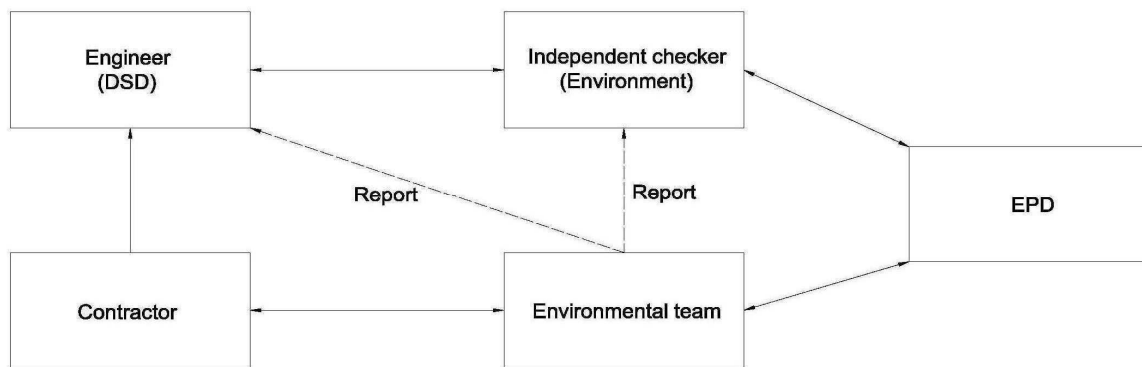 Engineer
(DSD)
Independent checker
(Environment)
Report
Report
EPD
Contractor
Environmental team